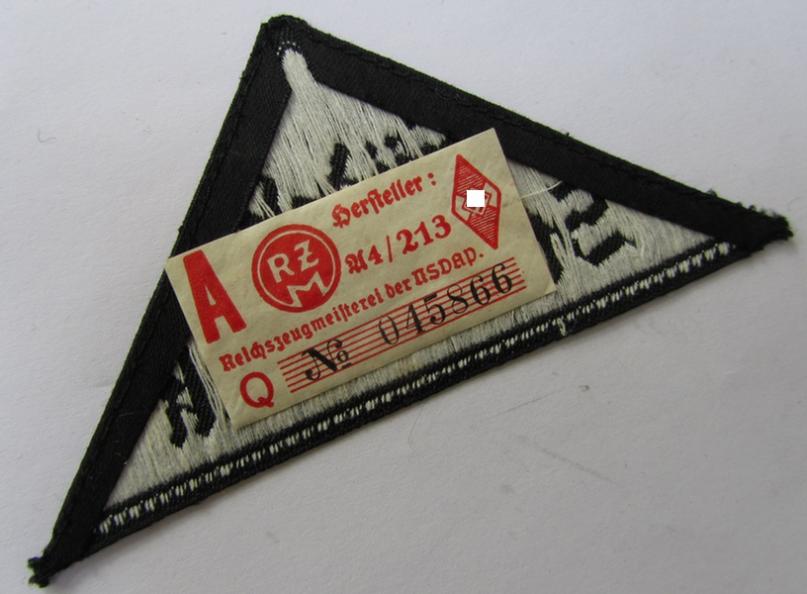 A
RZM
Hersteller:
A4/213
Reichszeugmeisterei der NSDAP.
Q № 045866